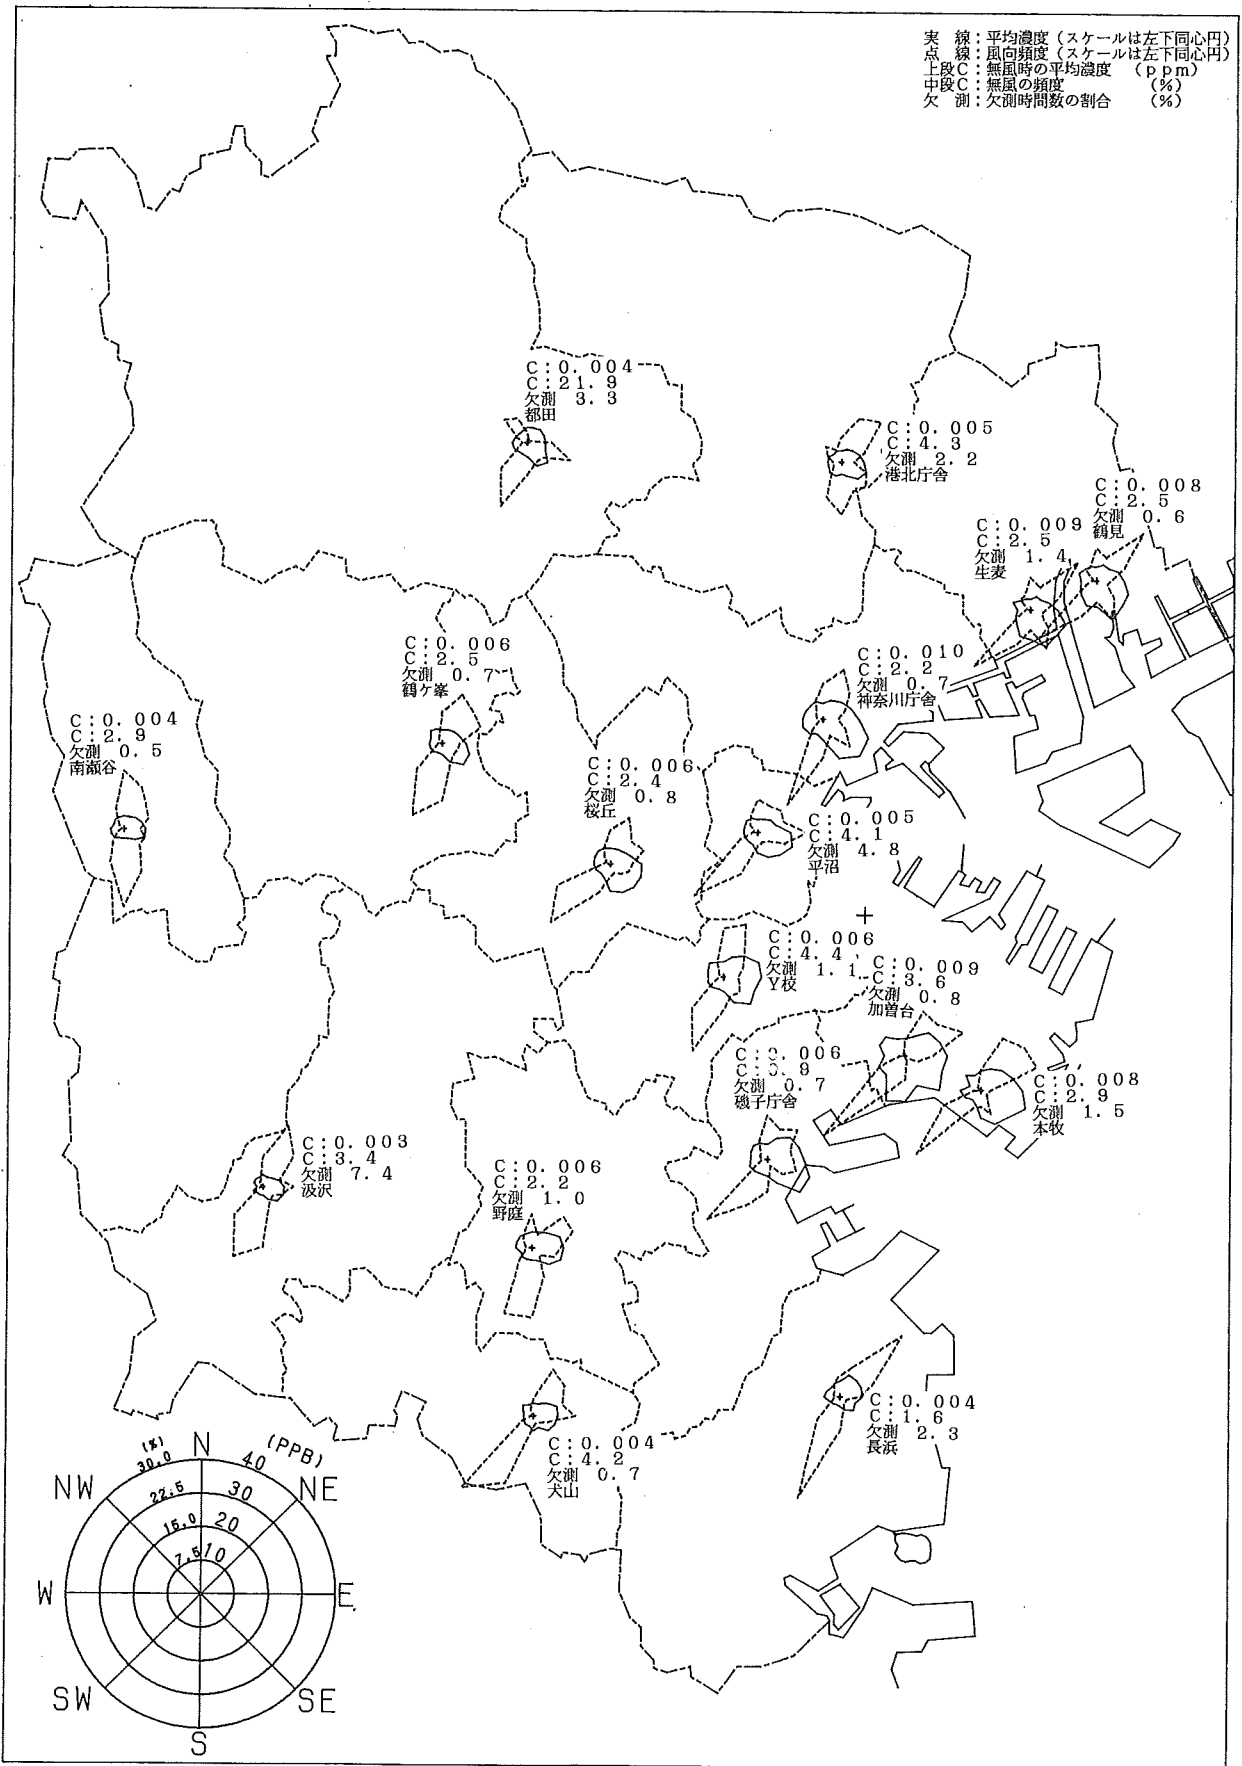 実　線：平均濃度（スケールは左下同心円）
点　線：風向頻度（スケールは左下同心円）
上段Ｃ：無風時の平均濃度　（ｐｐｍ）
中段Ｃ：無風の頻度　（％）
欠　測：欠測時間数の割合　（％）
C：0.004
C：21.9
欠測 3.3
都田
C：0.005
C：4.3
欠測 2.2
港北庁舎
C：0.008
C：2.5
欠測 0.6
鶴見
C：0.009
C：2.5
欠測 1.4
生麦
C：0.006
C：2.5
欠測 0.7
鶴ケ峯
C：0.010
C：2.2
欠測 0.7
神奈川庁舎
C：0.004
C：2.9
欠測 0.5
南瀬谷
C：0.006
C：2.4
欠測 0.8
桜丘
C：0.005
C：4.1
欠測 4.8
平沼
C：0.006
C：4.4
欠測 1.1
Y校
C：0.009
C：3.6
欠測 0.8
加曽台
C：0.006
C：0.9
欠測 0.7
磯子庁舎
C：0.008
C：2.9
欠測 1.5
本牧
C：0.003
C：3.4
欠測 7.4
汲沢
C：0.006
C：2.2
欠測 1.0
野庭
C：0.004
C：1.6
欠測 2.3
長浜
C：0.004
C：4.2
欠測 0.7
犬山
(%) N (PPB)
30.0 40
NW 22.5 30 NE
15.0 20
7.5 10
W E
SW SE
S